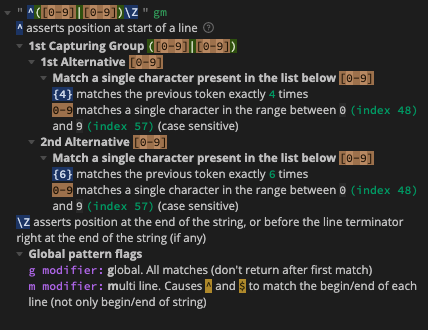 " ^([0-9]|[0-9])\Z " gm
^ asserts position at start of a line
1st Capturing Group ([0-9]|[0-9])
1st Alternative [0-9]
Match a single character present in the list below [0-9]
{4} matches the previous token exactly 4 times
0-9 matches a single character in the range between 0 (index 48)
and 9 (index 57) (case sensitive)
2nd Alternative [0-9]
Match a single character present in the list below [0-9]
{6} matches the previous token exactly 6 times
0-9 matches a single character in the range between 0 (index 48)
and 9 (index 57) (case sensitive)
\Z asserts position at the end of the string, or before the line terminator
right at the end of the string (if any)
Global pattern flags
g modifier: global. All matches (don't return after first match)
m modifier: multi line. Causes ^ and $ to match the begin/end of each
line (not only begin/end of string)